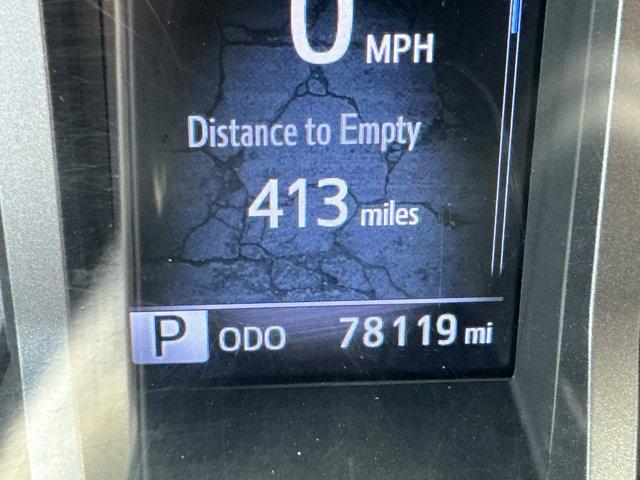 0 MPH
Distance to Empty
413 miles
P ODO 78119 mi